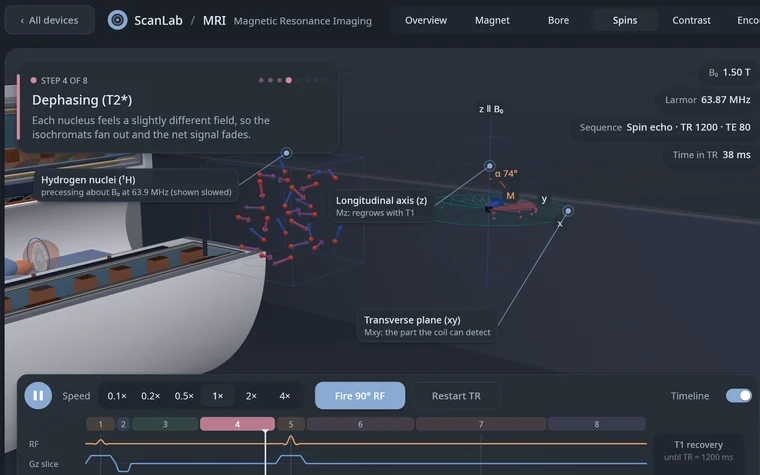 ‹ All devices
ScanLab / MRI Magnetic Resonance Imaging
Overview
Magnet
Bore
Spins
Contrast
STEP 4 OF 8
Dephasing (T2*)
Each nucleus feels a slightly different field, so the
isochromats fan out and the net signal fades.
B₀ 1.50 T
Larmor 63.87 MHz
Sequence Spin echo · TR 1200 · TE 80
Time in TR 38 ms
z ∥ B₀
α 74°
M
y
x
Hydrogen nuclei (¹H)
precessing about B₀ at 63.9 MHz (shown slowed)
Longitudinal axis (z)
Mz: regrows with T1
Transverse plane (xy)
Mxy: the part the coil can detect
Speed
0.1×
0.2×
0.5×
1×
2×
4×
Fire 90° RF
Restart TR
Timeline
1
2
3
4
5
6
7
8
RF
Gz slice
T1 recovery
until TR = 1200 ms